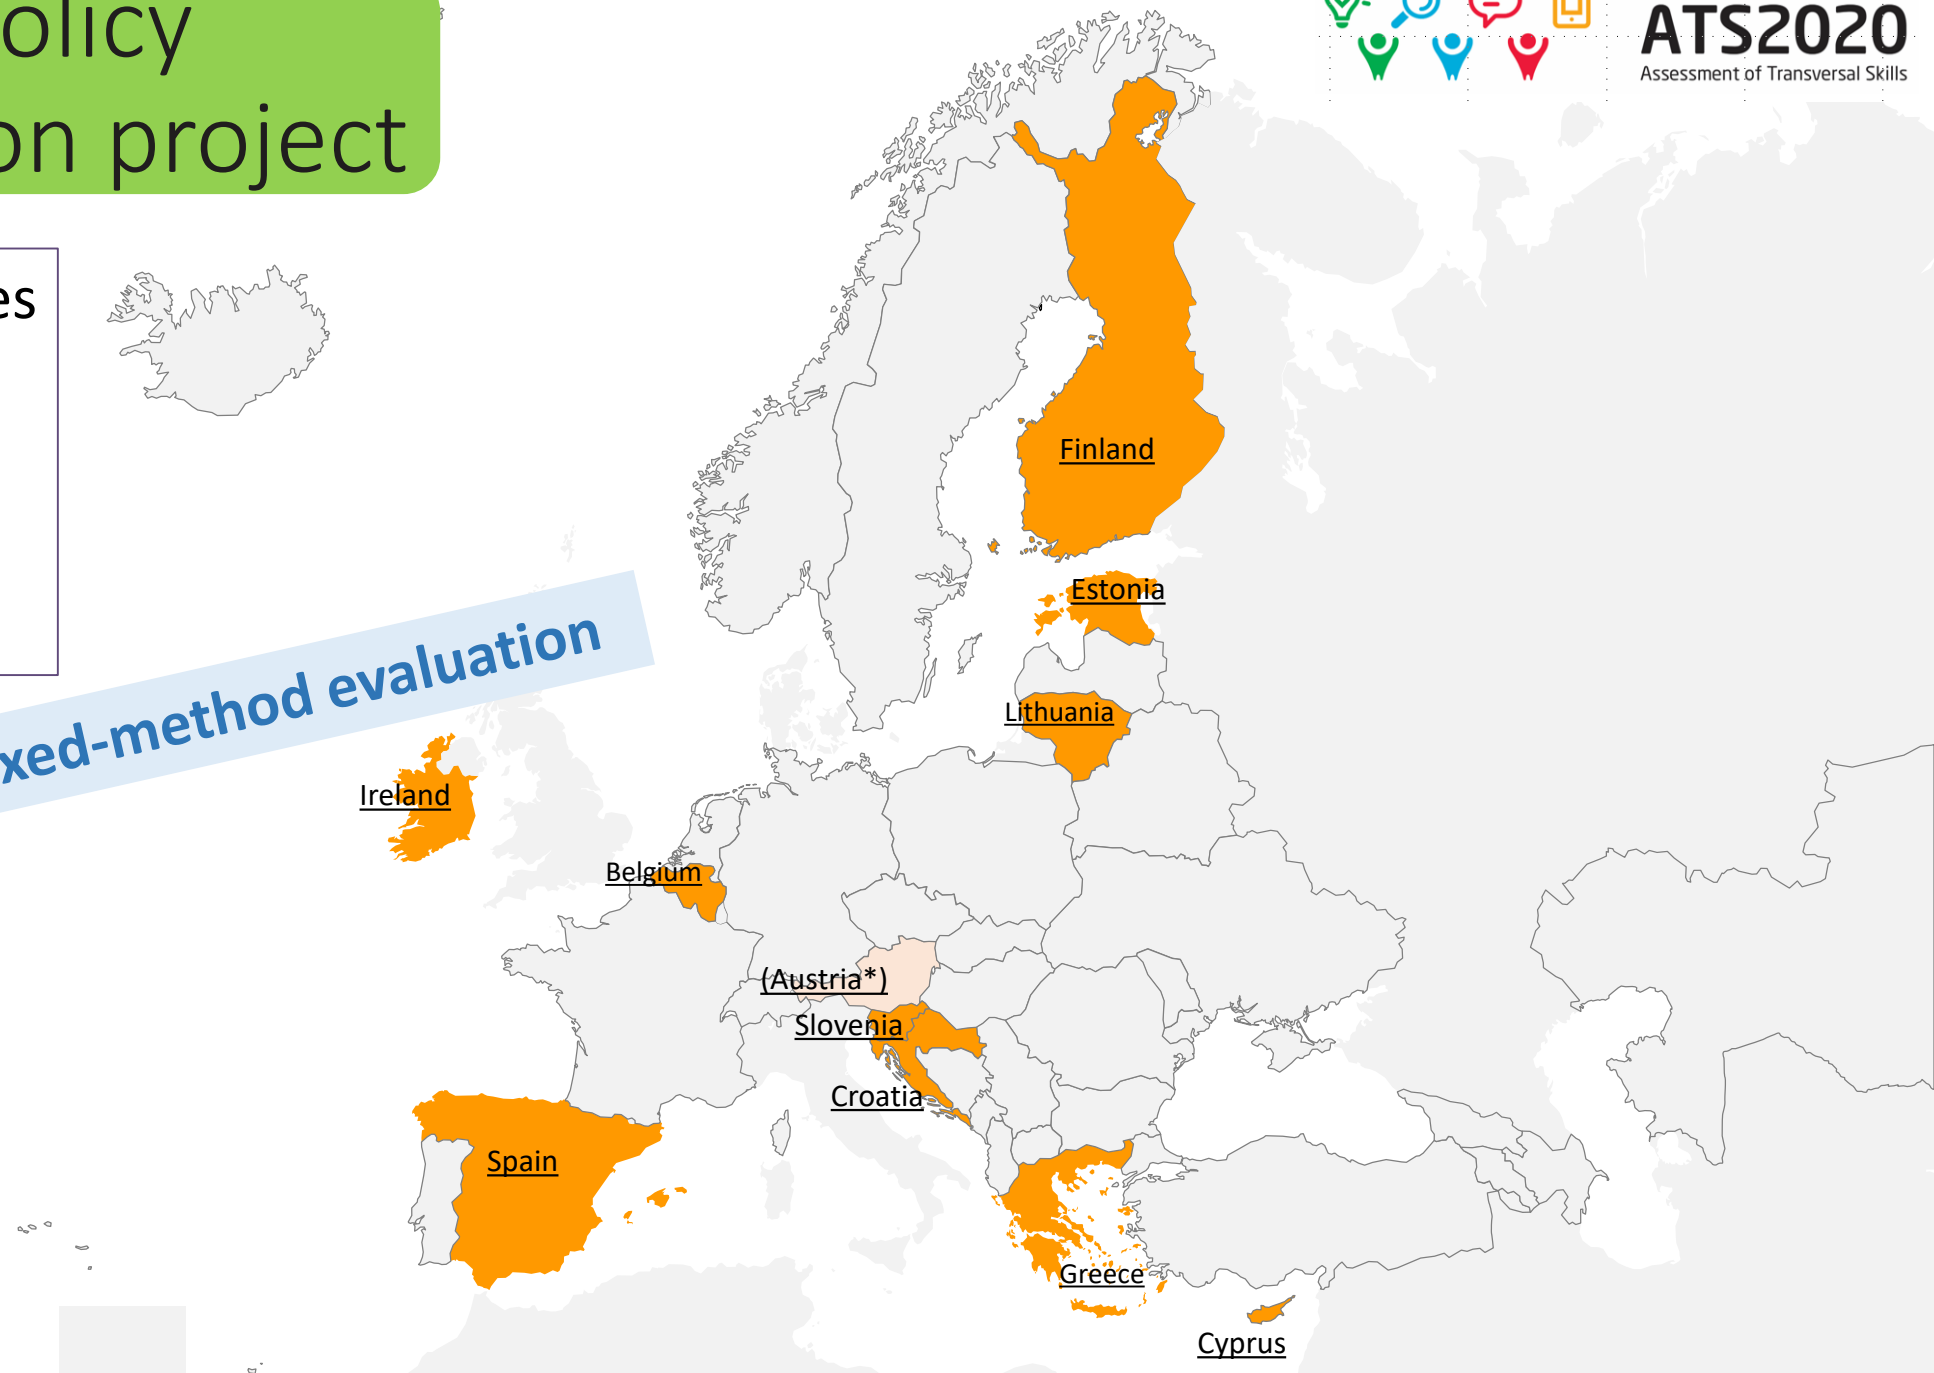 olicy
on project
ATS2020
Assessment of Transversal Skills
es
xed-method evaluation
Finland
Estonia
Lithuania
Ireland
Belgium
(Austria*)
Slovenia
Croatia
Spain
Greece
Cyprus